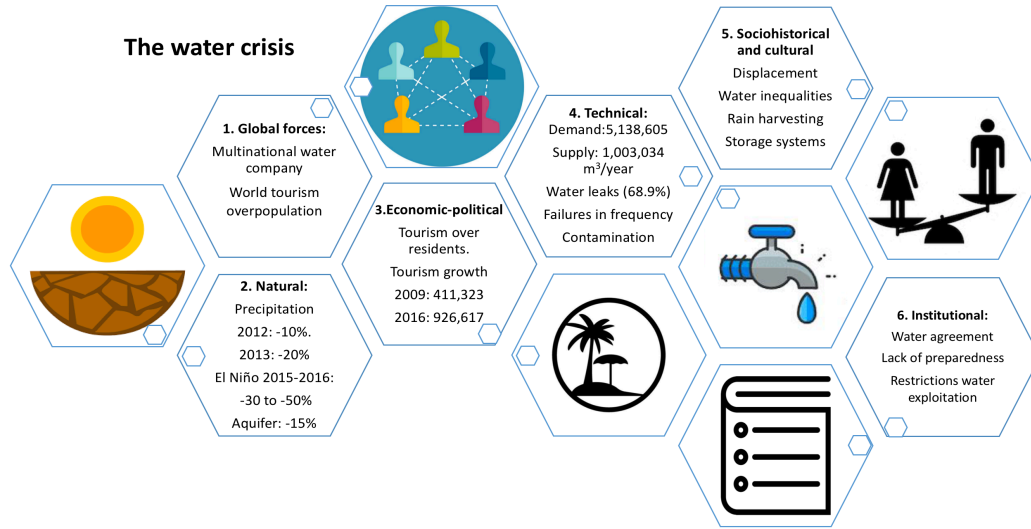 The water crisis
1. Global forces:
Multinational water
company
World tourism
overpopulation
2. Natural:
Precipitation
2012: -10%.
2013: -20%
El Niño 2015-2016:
-30 to -50%
Aquifer: -15%
3.Economic-political
Tourism over
residents.
Tourism growth
2009: 411,323
2016: 926,617
4. Technical:
Demand:5,138,605
Supply: 1,003,034
m³/year
Water leaks (68.9%)
Failures in frequency
Contamination
5. Sociohistorical
and cultural
Displacement
Water inequalities
Rain harvesting
Storage systems
6. Institutional:
Water agreement
Lack of preparedness
Restrictions water
exploitation